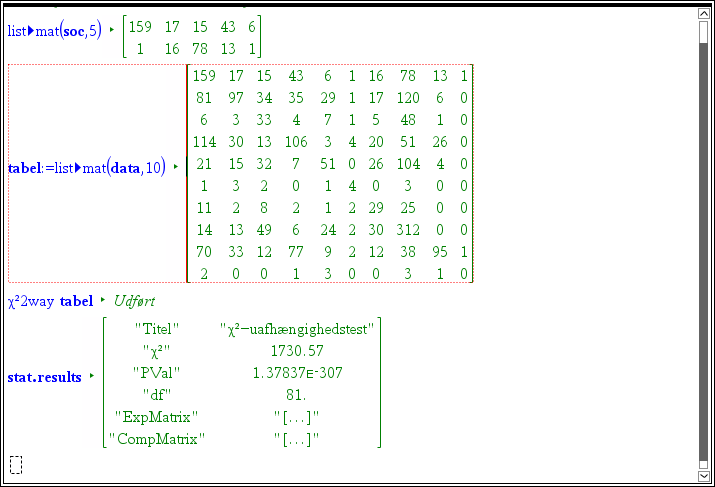 list▶mat(soc,5) ▸ [159 17 15 43 6
1 16 78 13 1]
159 17 15 43 6 1 16 78 13 1
81 97 34 35 29 1 17 120 6 0
6 3 33 4 7 1 5 48 1 0
114 30 13 106 3 4 20 51 26 0
tabel:=list▶mat(data,10) ▸ 21 15 32 7 51 0 26 104 4 0
1 3 2 0 1 4 0 3 0 0
11 2 8 2 1 2 29 25 0 0
14 13 49 6 24 2 30 312 0 0
70 33 12 77 9 2 12 38 95 1
2 0 0 1 3 0 0 3 1 0
χ²2way tabel ▸ Udført
"Titel" "χ²−uafhængighedstest"
"χ²" 1730.57
"PVal" 1.37837ᴇ-307
stat.results ▸ "df" 81.
"ExpMatrix" "[...]"
"CompMatrix" "[...]"